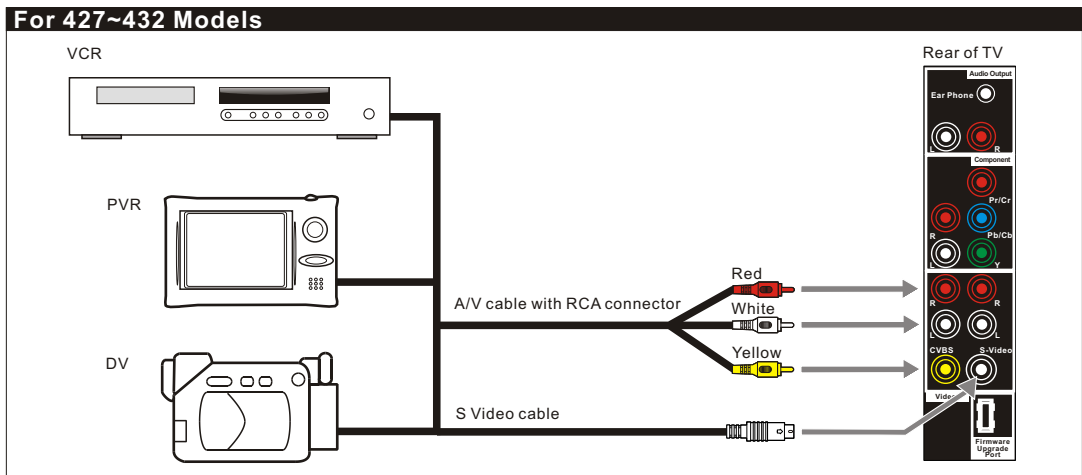 For 427~432 Models
VCR
Rear of TV
Audio Output
Ear Phone
L
R
Component
Pr/Cr
PVR
R
Pb/Cb
L
Y
Red
A/V cable with RCA connector
R
R
White
L
L
Yellow
CVBS
S-Video
DV
Video
S Video cable
Firmware
Upgrade
Port